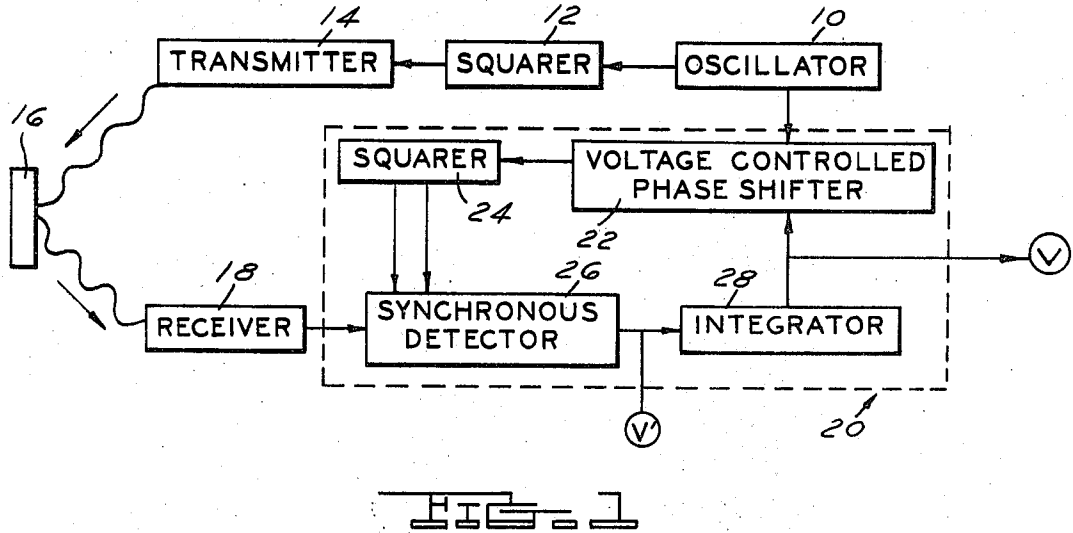 14
12
10
TRANSMITTER
SQUARER
OSCILLATOR
16
SQUARER
24
VOLTAGE CONTROLLED
PHASE SHIFTER
22
V
18
RECEIVER
26
SYNCHRONOUS
DETECTOR
28
INTEGRATOR
V'
20
FIG_1